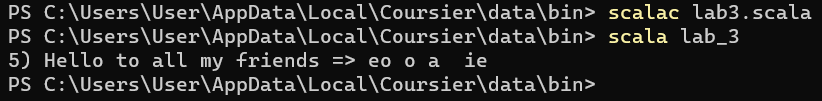 PS C:\Users\User\AppData\Local\Coursier\data\bin> scalac lab3.scala
PS C:\Users\User\AppData\Local\Coursier\data\bin> scala lab_3
5) Hello to all my friends => eo o a  ie
PS C:\Users\User\AppData\Local\Coursier\data\bin>